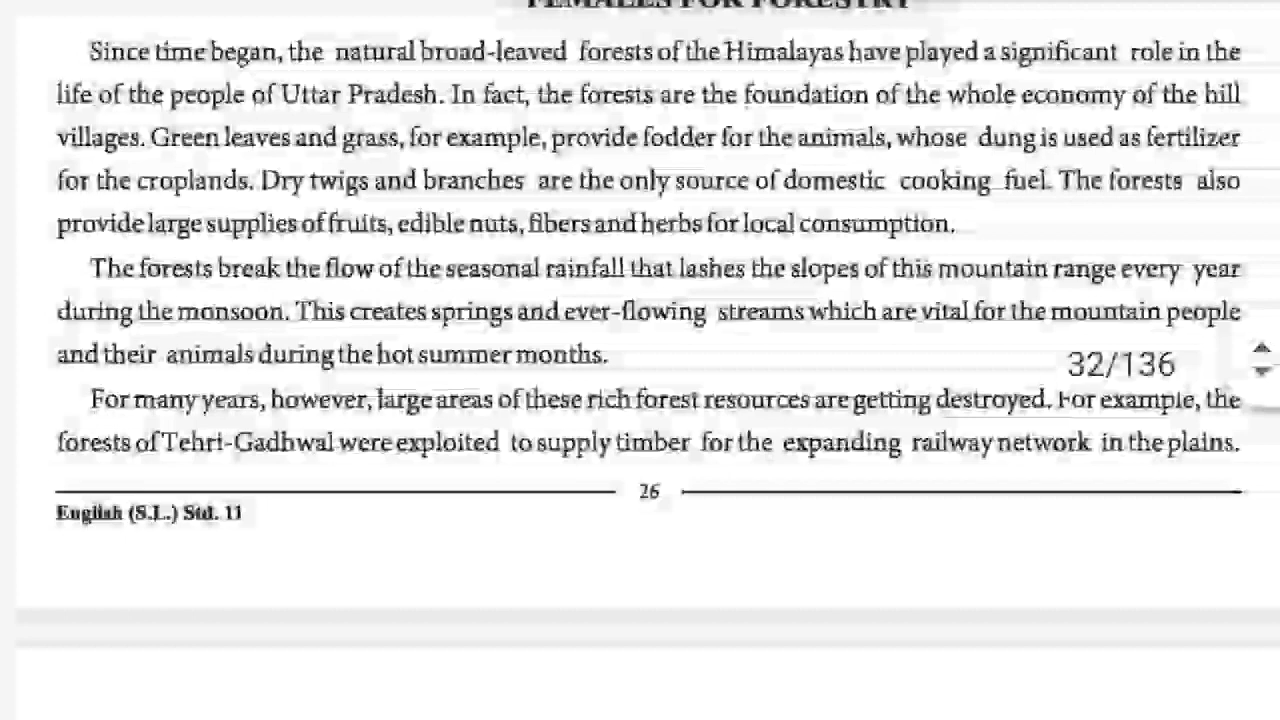 FEMALES FOR FORESTRY
Since time began, the natural broad-leaved forests of the Himalayas have played a significant role in the
life of the people of Uttar Pradesh. In fact, the forests are the foundation of the whole economy of the hill
villages. Green leaves and grass, for example, provide fodder for the animals, whose dung is used as fertilizer
for the croplands. Dry twigs and branches are the only source of domestic cooking fuel. The forests also
provide large supplies of fruits, edible nuts, fibers and herbs for local consumption.
The forests break the flow of the seasonal rainfall that lashes the slopes of this mountain range every year
during the monsoon. This creates springs and ever-flowing streams which are vital for the mountain people
and their animals during the hot summer months.
32/136
For many years, however, large areas of these rich forest resources are getting destroyed. For example, the
forests of Tehri-Gadhwal were exploited to supply timber for the expanding railway network in the plains.
26
English (S.L.) Std. 11